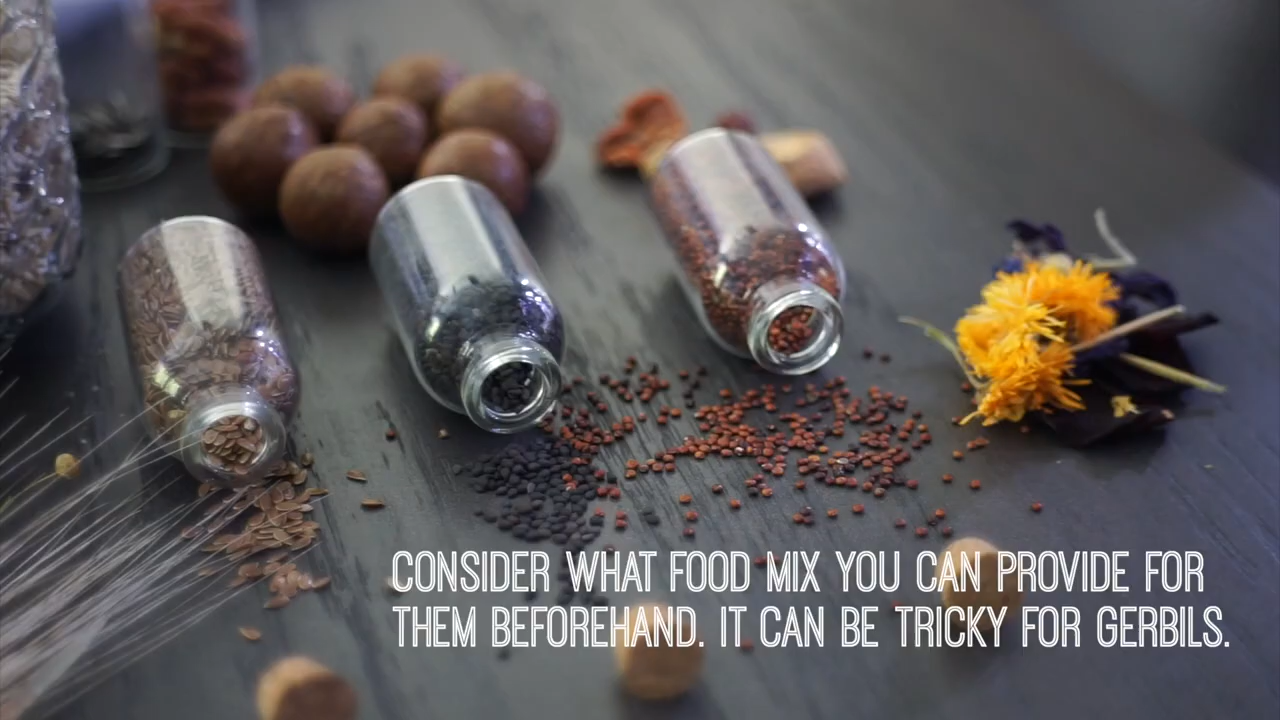 CONSIDER WHAT FOOD MIX YOU CAN PROVIDE FOR
THEM BEFOREHAND. IT CAN BE TRICKY FOR GERBILS.